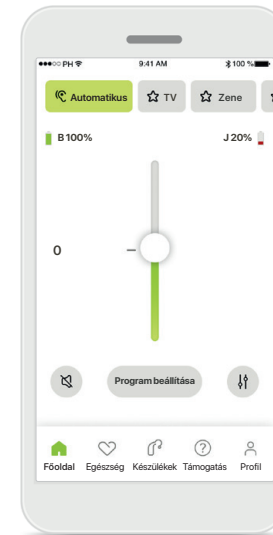 PH 9:41 AM 100 %
Automatikus TV Zene
B 100% J 20%
0
Program beállítása
Főoldal Egészség Készülékek Támogatás Profil